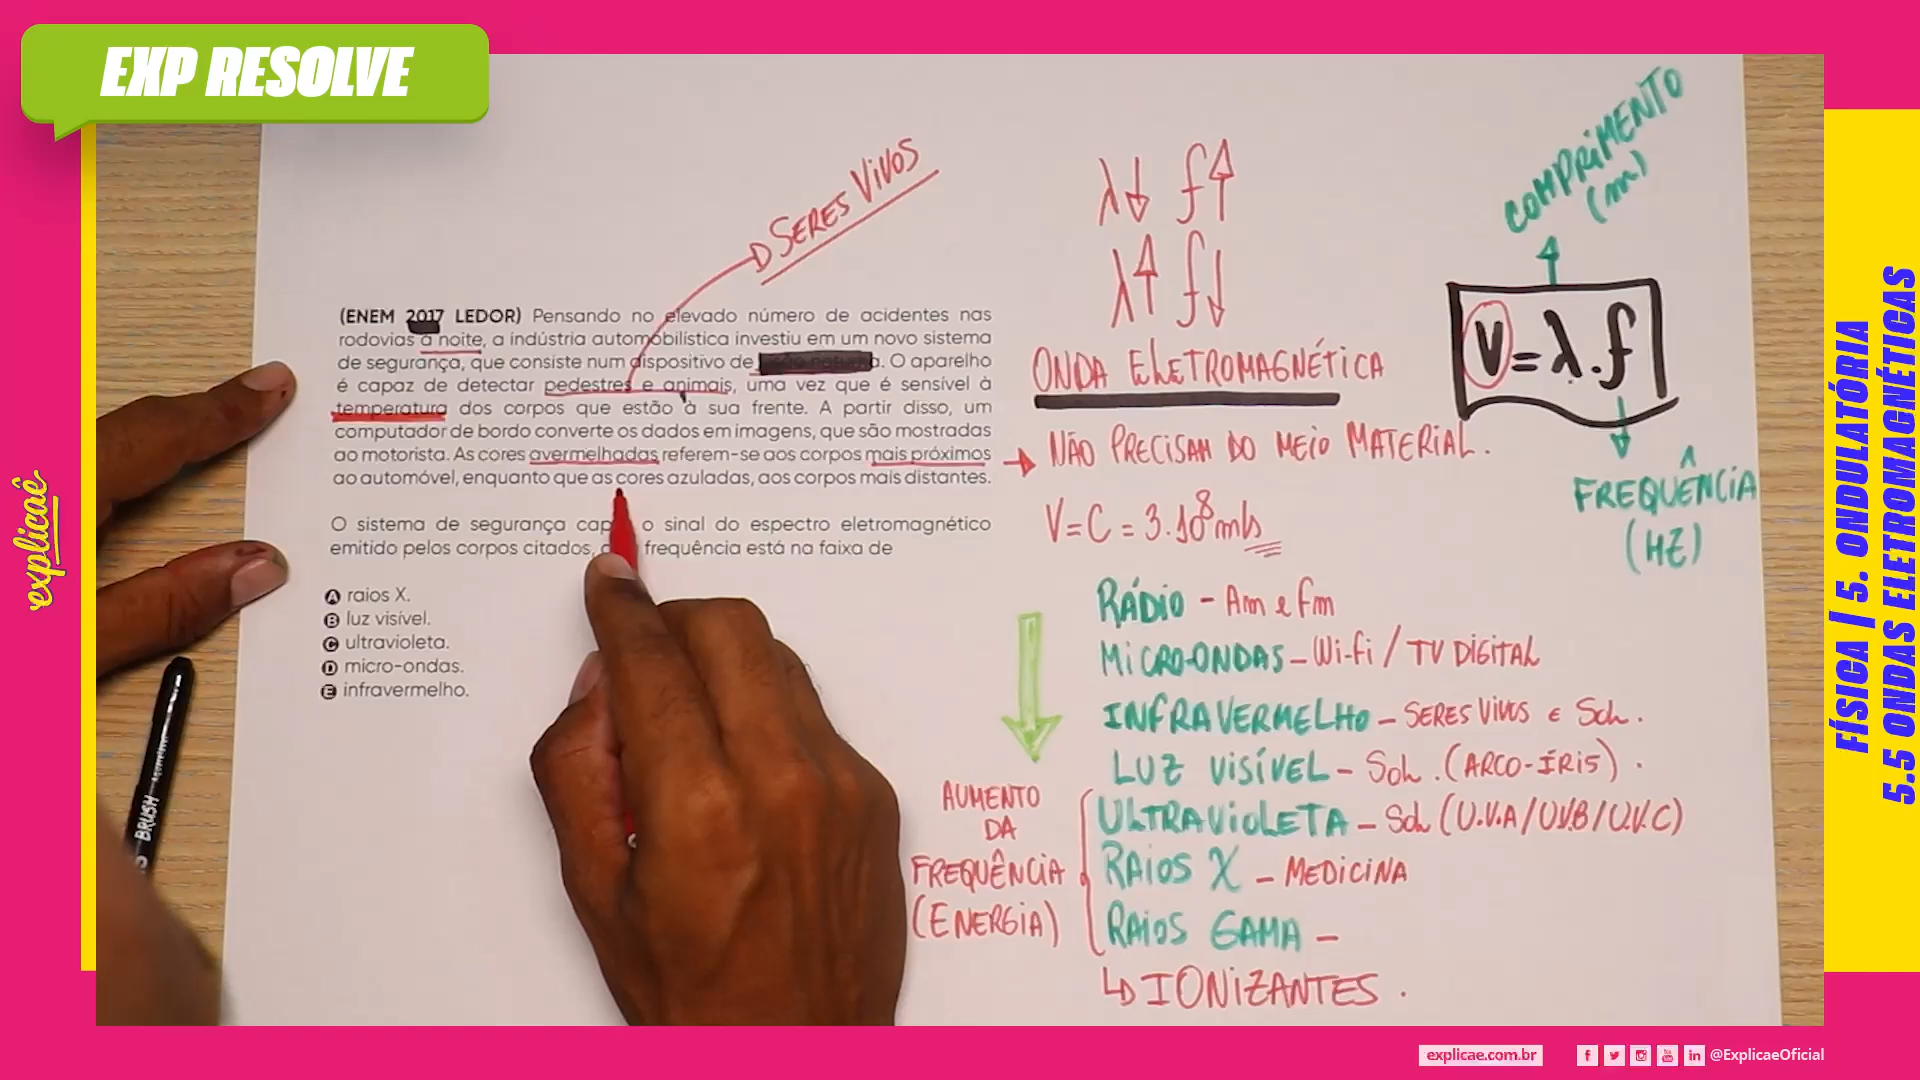 EXP RESOLVE
SERES VIVOS
(ENEM 2017 LEDOR) Pensando no elevado número de acidentes nas
rodovias à noite, a indústria automobilística investiu em um novo sistema
de segurança, que consiste num dispositivo de O aparelho
é capaz de detectar pedestres e animais, uma vez que é sensível à
temperatura dos corpos que estão à sua frente. A partir disso, um
computador de bordo converte os dados em imagens, que são mostradas
ao motorista. As cores avermelhadas referem-se aos corpos mais próximos
ao automóvel, enquanto que as cores azuladas, aos corpos mais distantes.
O sistema de segurança o sinal do espectro eletromagnético
emitido pelos corpos citados, frequência está na faixa de
A raios X.
B luz visível.
C ultravioleta.
D micro-ondas.
E infravermelho.
BRUSH
λ↓ f↑
λ↑ f↓
ONDA ELETROMAGNÉTICA
→ NÃO PRECISAM DO MEIO MATERIAL.
V=C = 3.10⁸ m/s
RÁDIO - Am e Fm
MICRO-ONDAS - Wi-fi / TV DIGITAL
INFRAVERMELHO - SERES VIVOS E SOL.
LUZ VISÍVEL - SOL. (ARCO-ÍRIS).
ULTRAVIOLETA - SOL (U.V.A/U.V.B/U.V.C)
RAIOS X - MEDICINA
RAIOS GAMA -
↳ IONIZANTES.
AUMENTO
DA
FREQUÊNCIA
(ENERGIA)
COMPRIMENTO
(m)
V=λ.f
FREQUÊNCIA
(HZ)
explicaê
FÍSICA | 5. ONDULATÓRIA
5.5 ONDAS ELETROMAGNÉTICAS
explicae.com.br
@ExplicaeOficial